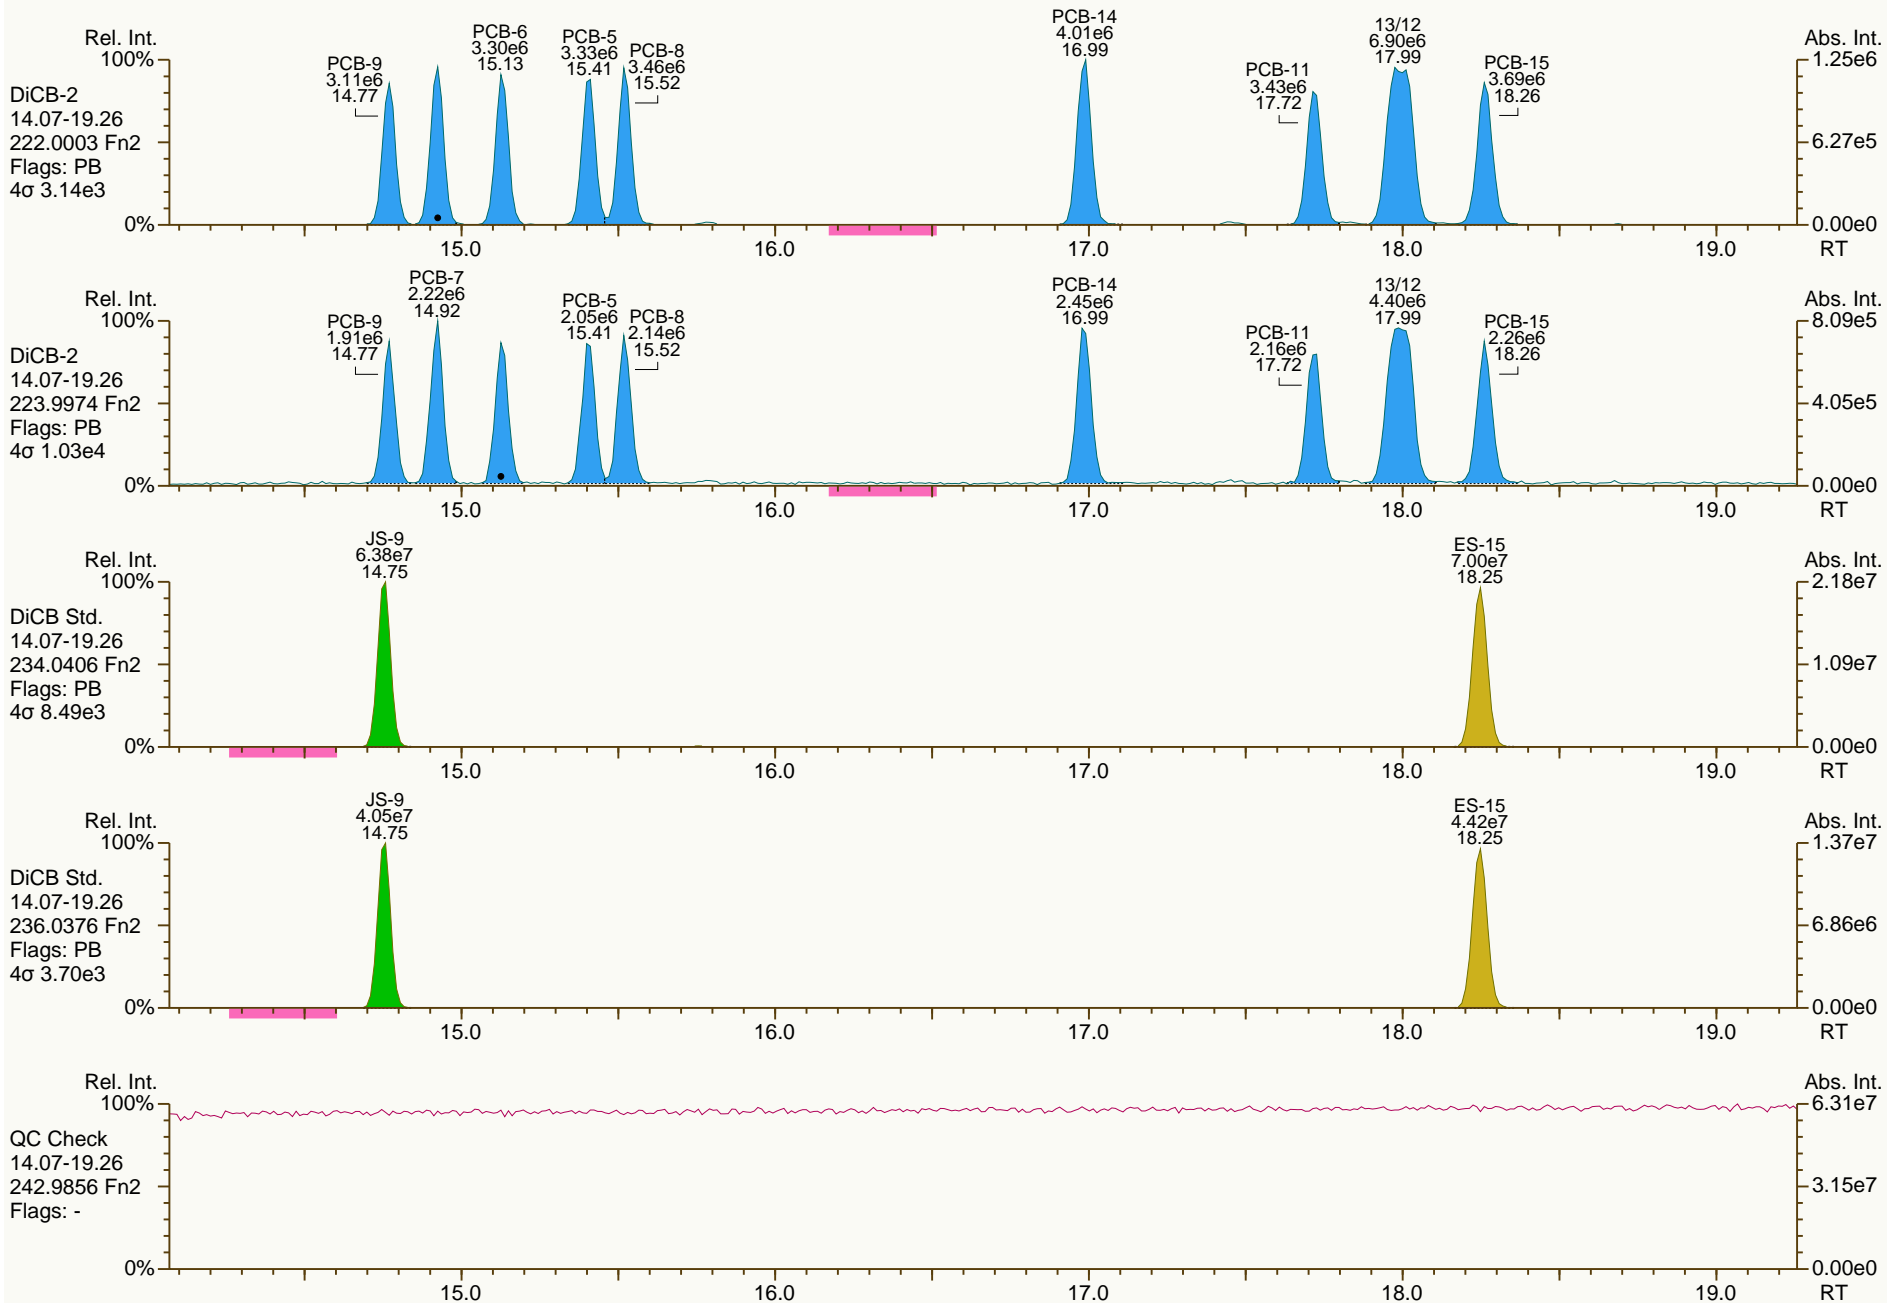 Rel. Int.
100%
0%
DiCB-2
14.07-19.26
222.0003 Fn2
Flags: PB
4σ 3.14e3
PCB-9
3.11e6
14.77
PCB-6
3.30e6
15.13
PCB-5
3.33e6
15.41
PCB-8
3.46e6
15.52
PCB-14
4.01e6
16.99
PCB-11
3.43e6
17.72
13/12
6.90e6
17.99
PCB-15
3.69e6
18.26
Abs. Int.
1.25e6
6.27e5
0.00e0
15.0 16.0 17.0 18.0 19.0 RT
Rel. Int.
100%
0%
DiCB-2
14.07-19.26
223.9974 Fn2
Flags: PB
4σ 1.03e4
PCB-9
1.91e6
14.77
PCB-7
2.22e6
14.92
PCB-5
2.05e6
15.41
PCB-8
2.14e6
15.52
PCB-14
2.45e6
16.99
PCB-11
2.16e6
17.72
13/12
4.40e6
17.99
PCB-15
2.26e6
18.26
Abs. Int.
8.09e5
4.05e5
0.00e0
15.0 16.0 17.0 18.0 19.0 RT
Rel. Int.
100%
0%
DiCB Std.
14.07-19.26
234.0406 Fn2
Flags: PB
4σ 8.49e3
JS-9
6.38e7
14.75
ES-15
7.00e7
18.25
Abs. Int.
2.18e7
1.09e7
0.00e0
15.0 16.0 17.0 18.0 19.0 RT
Rel. Int.
100%
0%
DiCB Std.
14.07-19.26
236.0376 Fn2
Flags: PB
4σ 3.70e3
JS-9
4.05e7
14.75
ES-15
4.42e7
18.25
Abs. Int.
1.37e7
6.86e6
0.00e0
15.0 16.0 17.0 18.0 19.0 RT
Rel. Int.
100%
0%
QC Check
14.07-19.26
242.9856 Fn2
Flags: -
Abs. Int.
6.31e7
3.15e7
0.00e0
15.0 16.0 17.0 18.0 19.0 RT